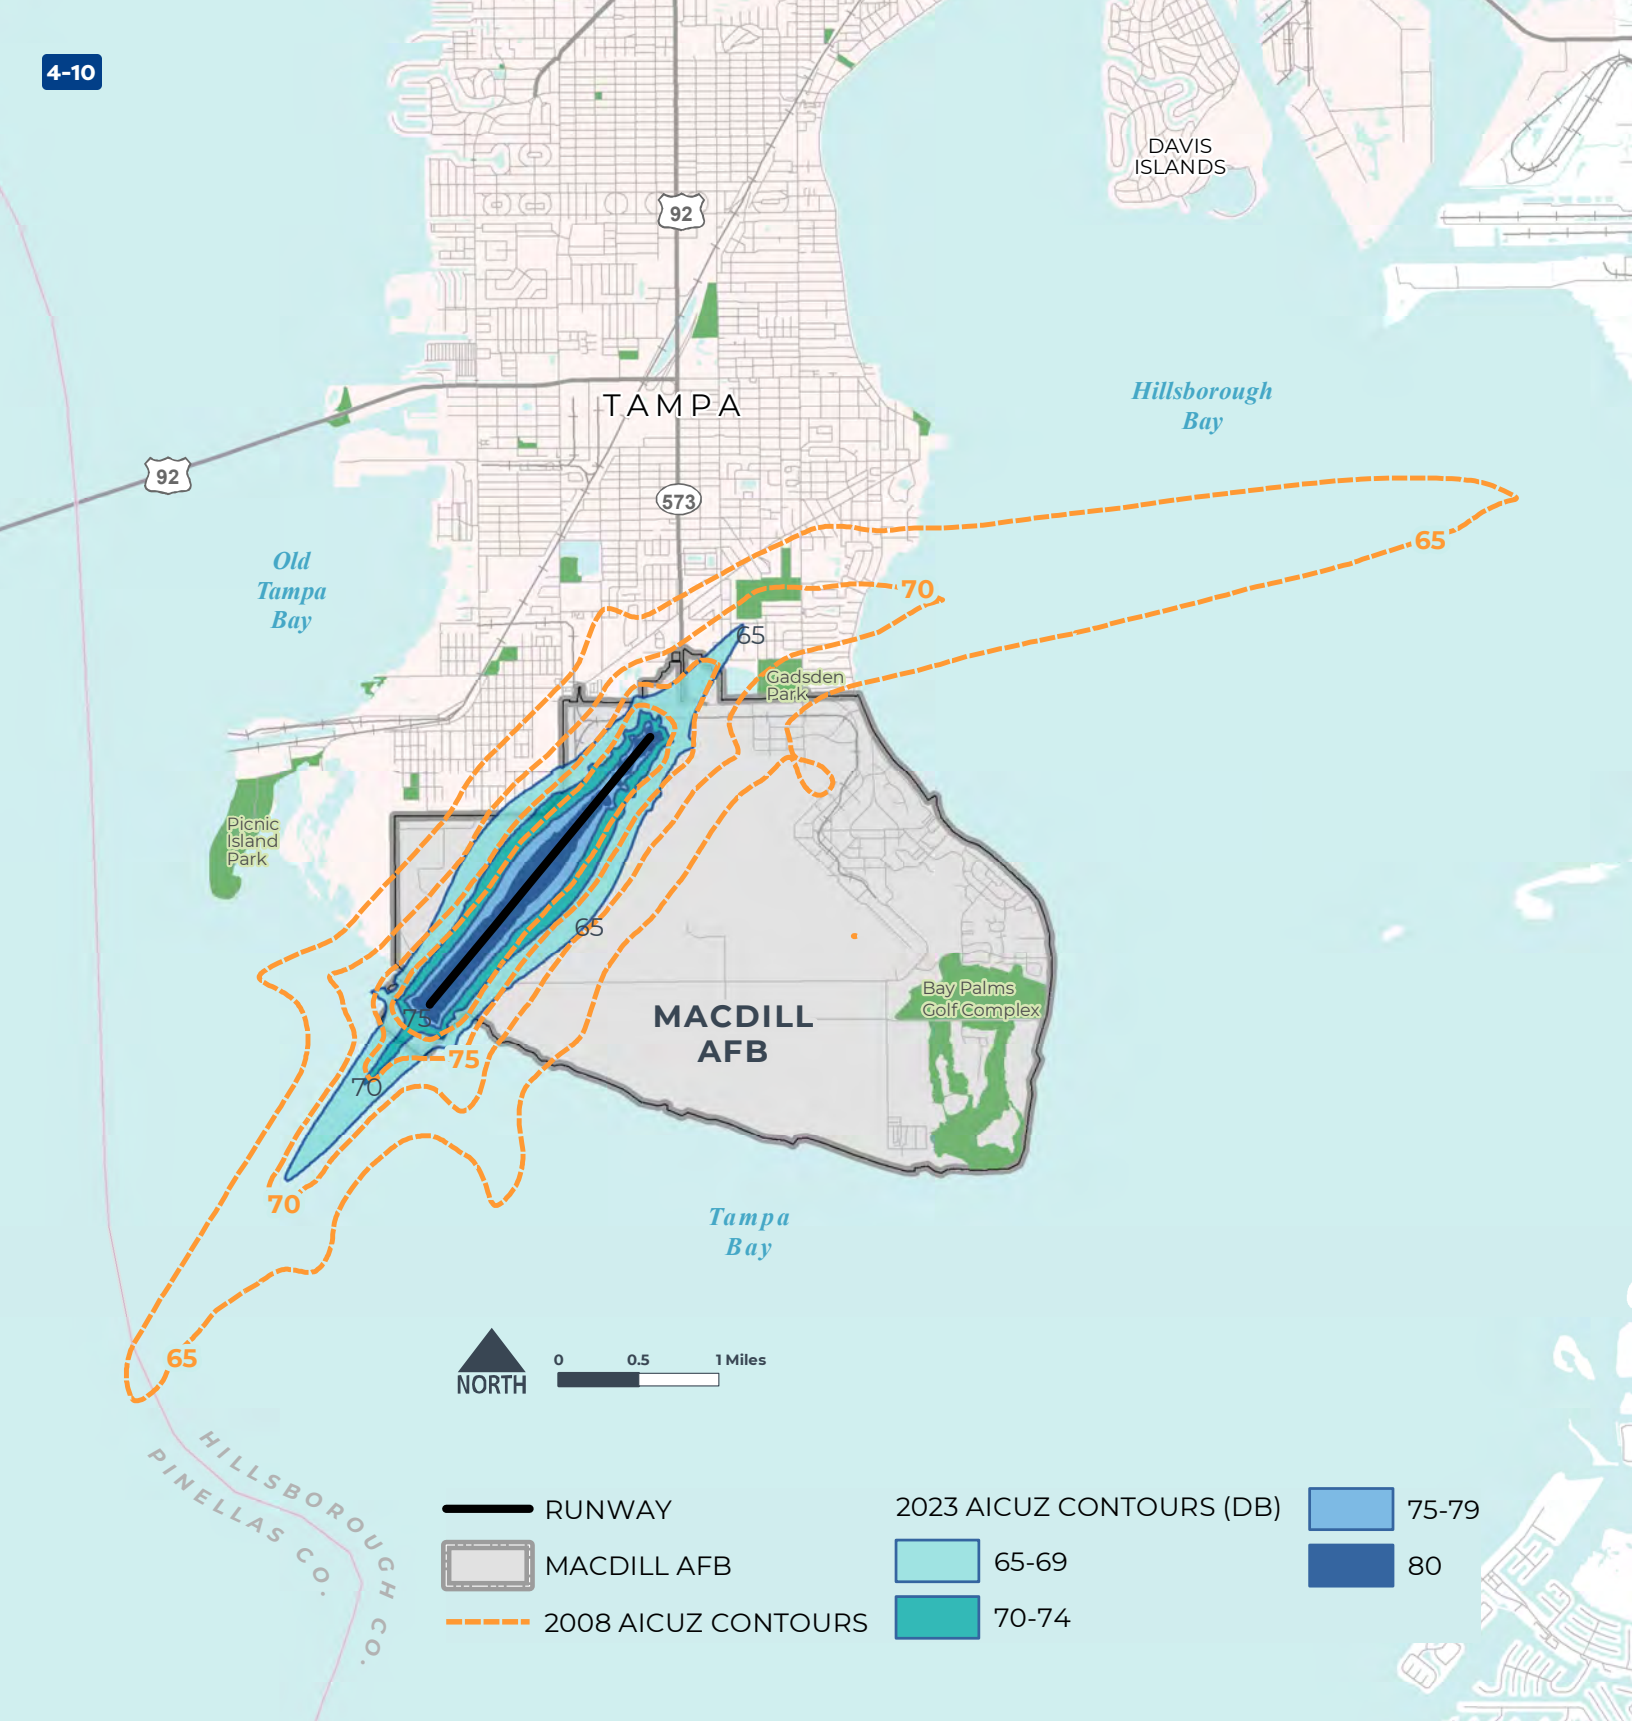 4-10
DAVIS
ISLANDS
92
Hillsborough
Bay
TAMPA
92
573
65
Old
Tampa
Bay
70
65
Gadsden
Park
Picnic
Island
Park
65
Bay Palms
Golf Complex
MACDILL
AFB
75
75
70
70
Tampa
Bay
65
NORTH
0 0.5 1 Miles
HILLSBOROUGH CO.
PINELLAS CO.
RUNWAY
MACDILL AFB
2008 AICUZ CONTOURS
2023 AICUZ CONTOURS (DB)
65-69
70-74
75-79
80